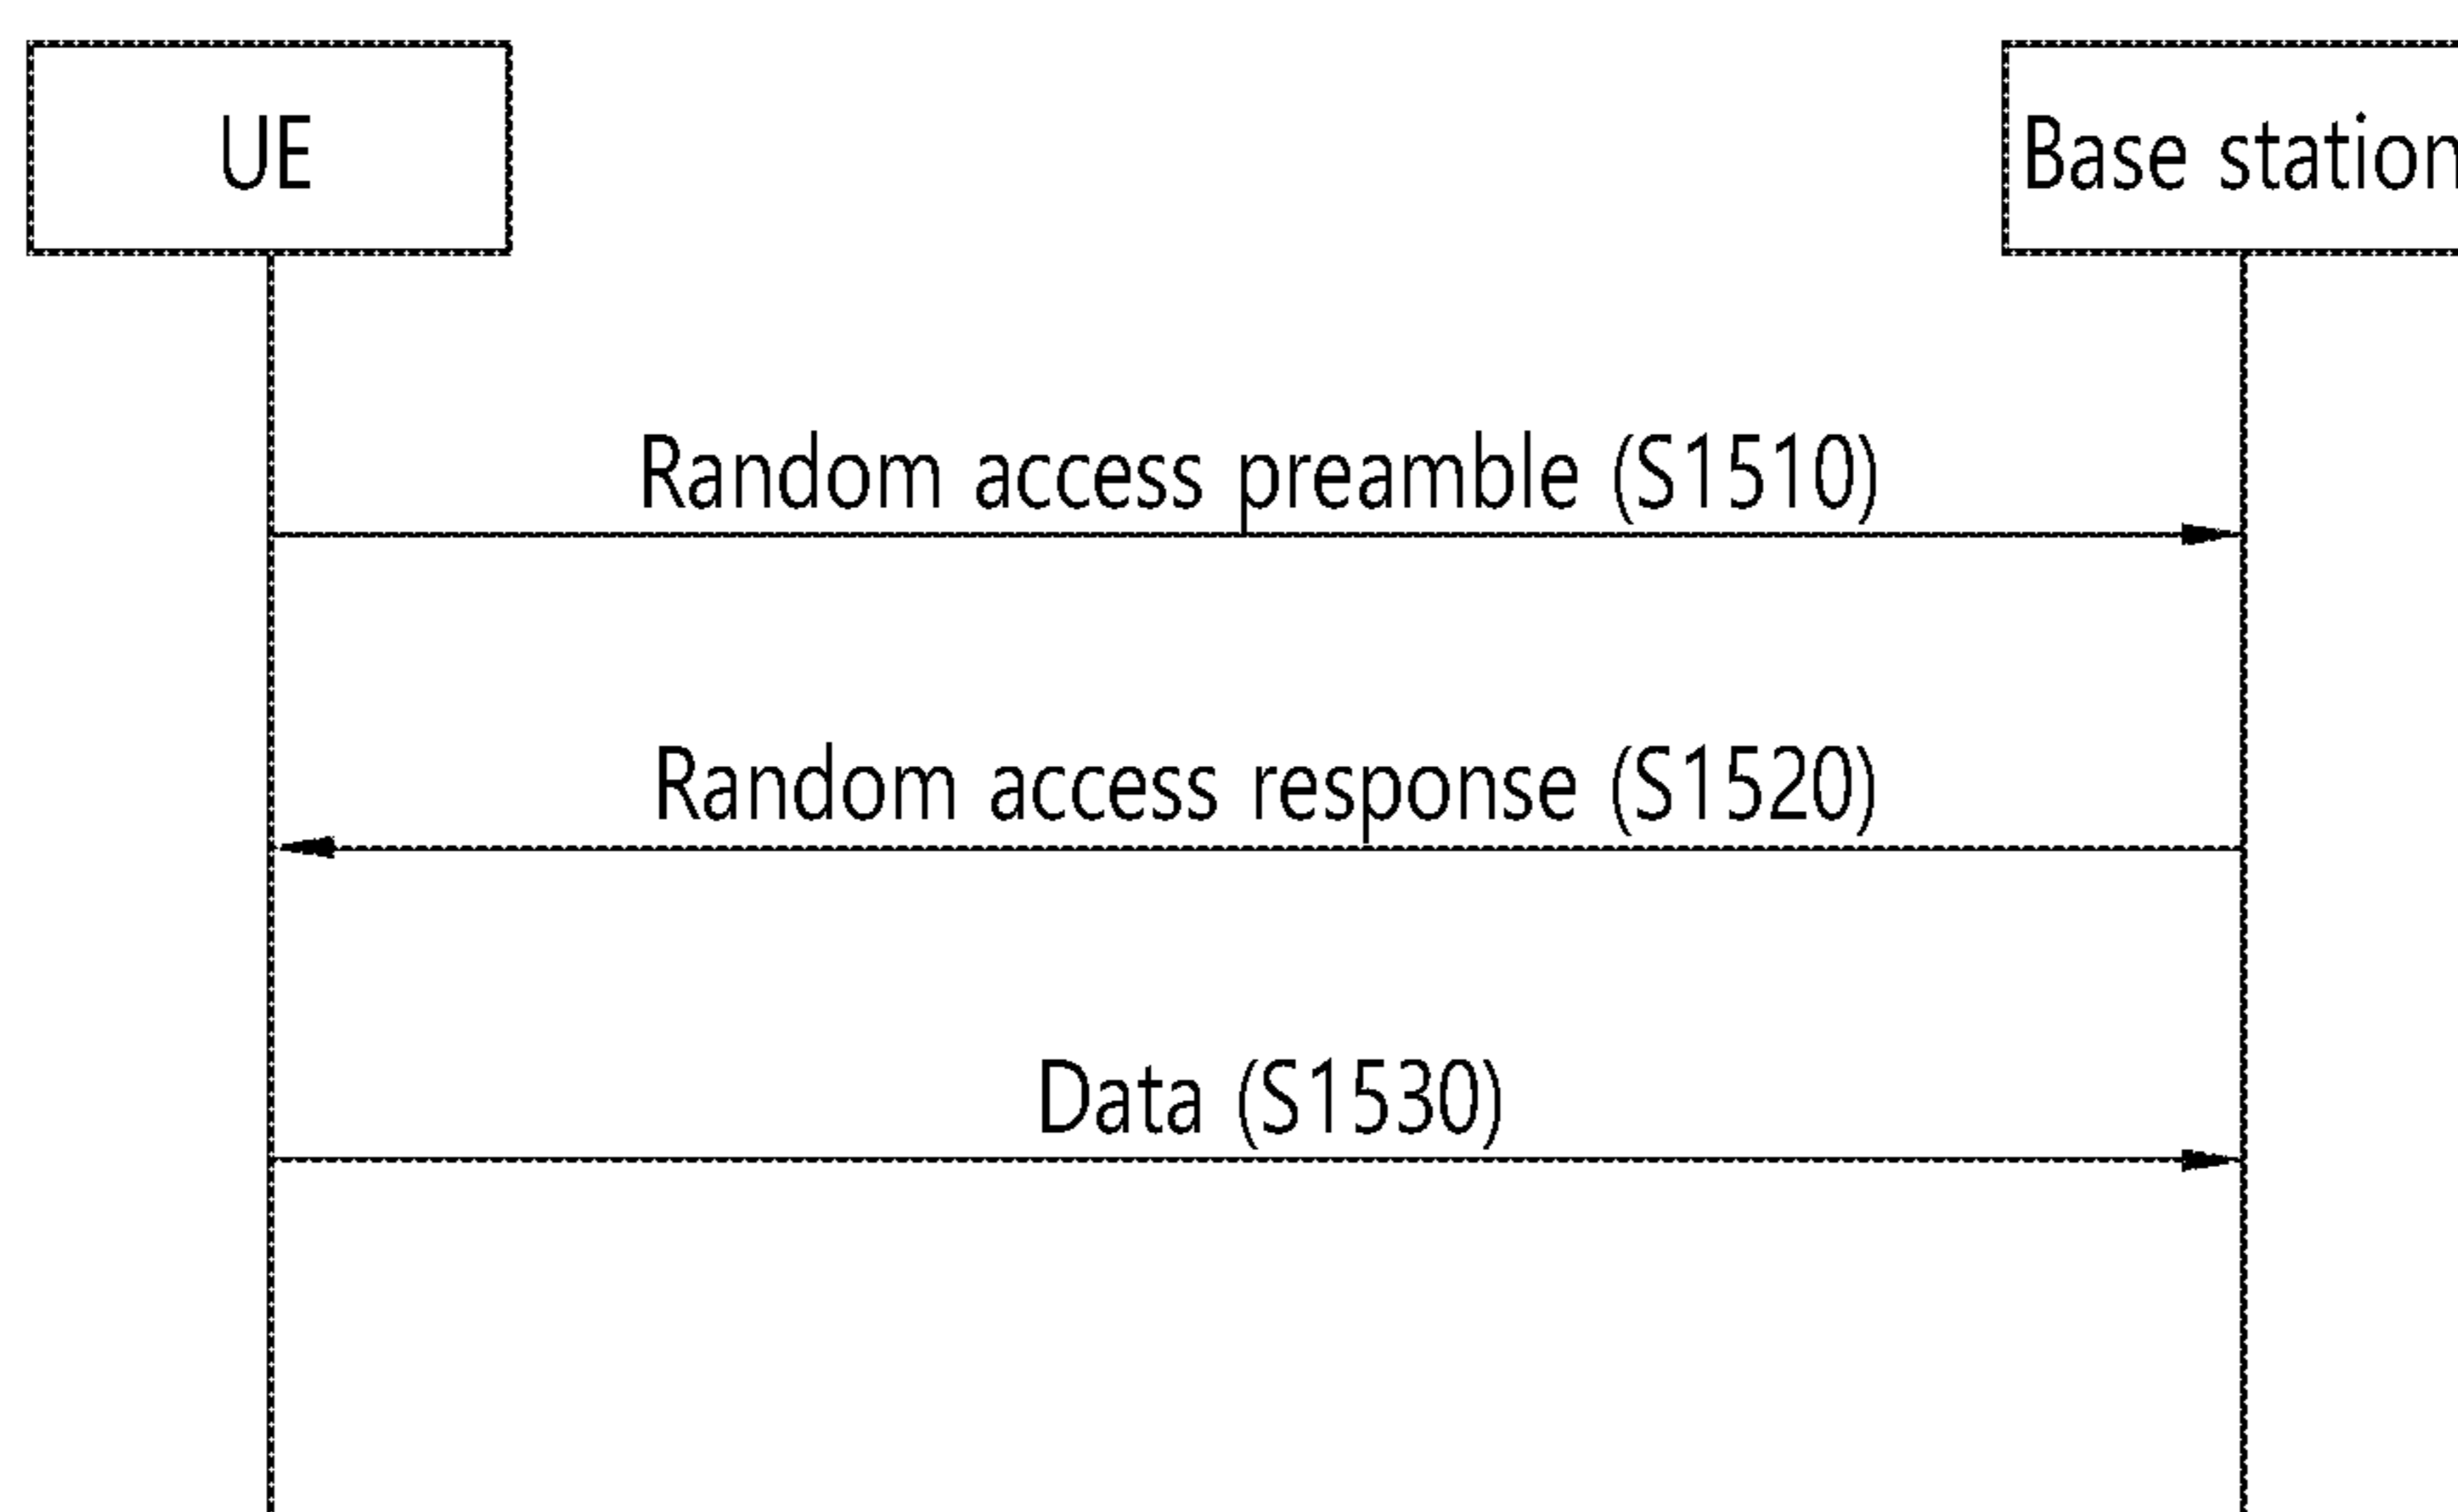 UE
Base station
Random access preamble (S1510)
Random access response (S1520)
Data (S1530)